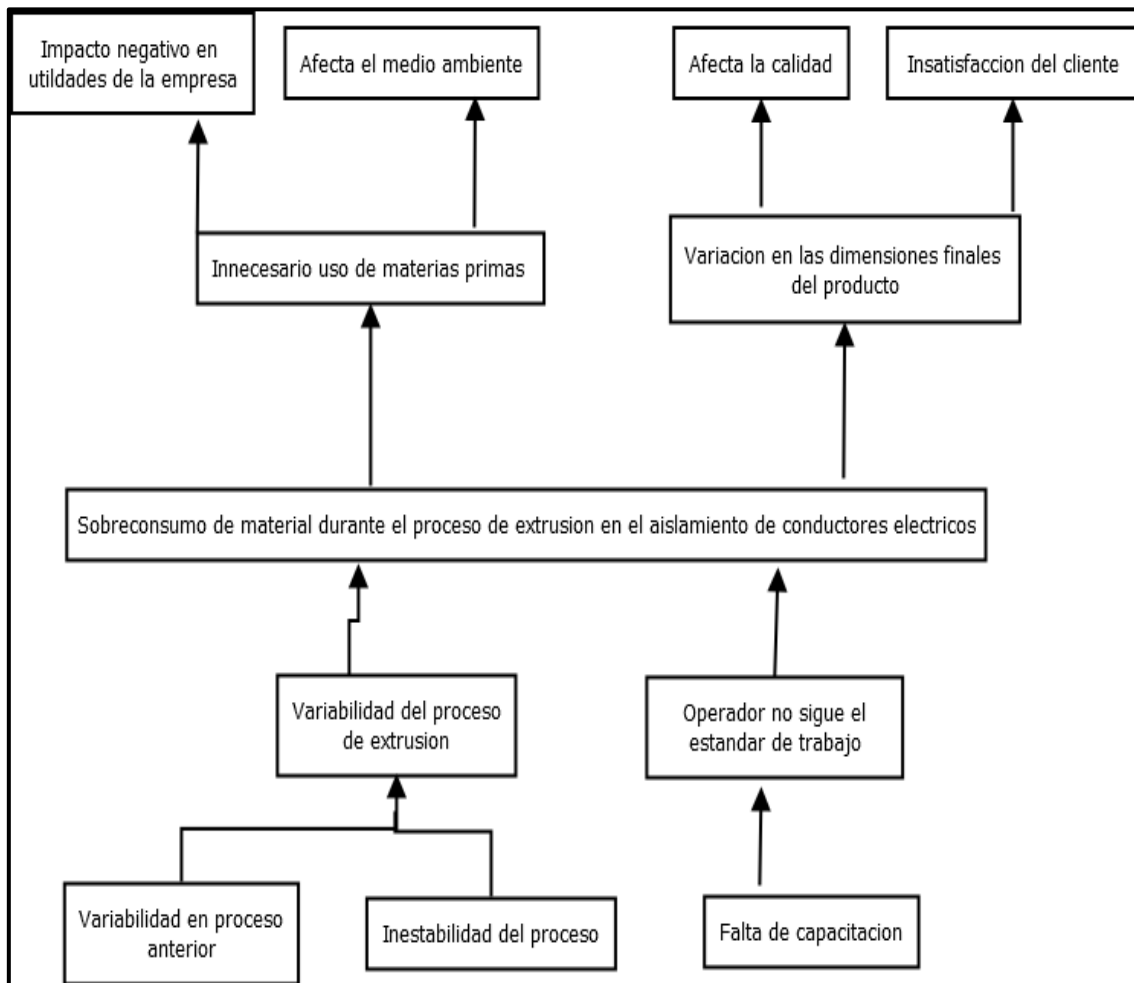 Impacto negativo en
utildades de la empresa
Afecta el medio ambiente
Afecta la calidad
Insatisfaccion del cliente
Innecesario uso de materias primas
Variacion en las dimensiones finales
del producto
Sobreconsumo de material durante el proceso de extrusion en el aislamiento de conductores electricos
Variabilidad del proceso
de extrusion
Operador no sigue el
estandar de trabajo
Variabilidad en proceso
anterior
Inestabilidad del proceso
Falta de capacitacion